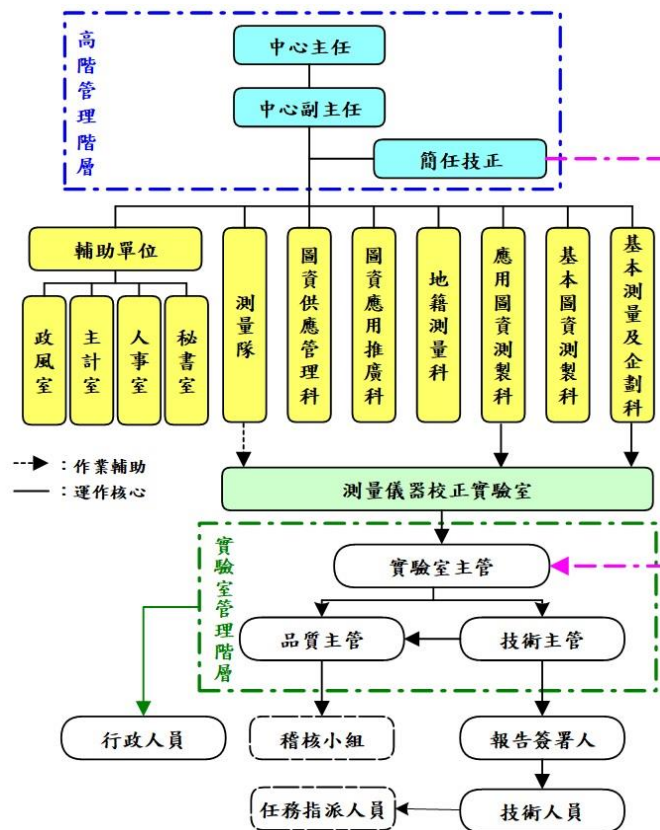 高階管理階層
中心主任
中心副主任
簡任技正
輔助單位
政風室
主計室
人事室
秘書室
測量隊
圖資供應管理科
圖資應用推廣科
地籍測量科
應用圖資測製科
基本圖資測製科
基本測量及企劃科
：作業輔助
：運作核心
測量儀器校正實驗室
實驗室管理階層
實驗室主管
品質主管
技術主管
行政人員
稽核小組
報告簽署人
任務指派人員
技術人員